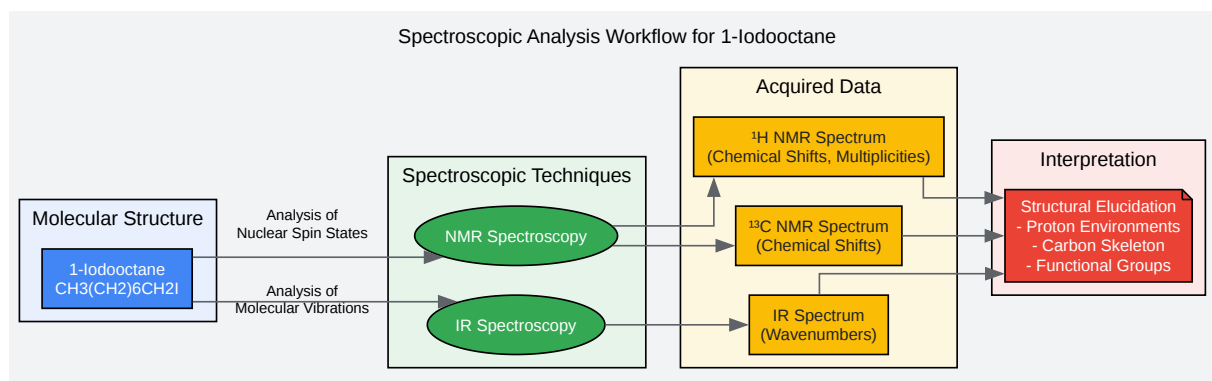 Spectroscopic Analysis Workflow for 1-Iodooctane
Molecular Structure
1-Iodooctane
CH3(CH2)6CH2I
Analysis of
Nuclear Spin States
Analysis of
Molecular Vibrations
Spectroscopic Techniques
NMR Spectroscopy
IR Spectroscopy
Acquired Data
¹H NMR Spectrum
(Chemical Shifts, Multiplicities)
¹³C NMR Spectrum
(Chemical Shifts)
IR Spectrum
(Wavenumbers)
Interpretation
Structural Elucidation
- Proton Environments
- Carbon Skeleton
- Functional Groups